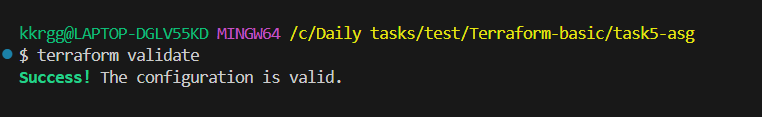 kkrgg@LAPTOP-DGLV55KD MINGW64 /c/Daily tasks/test/Terraform-basic/task5-asg
$ terraform validate
Success! The configuration is valid.